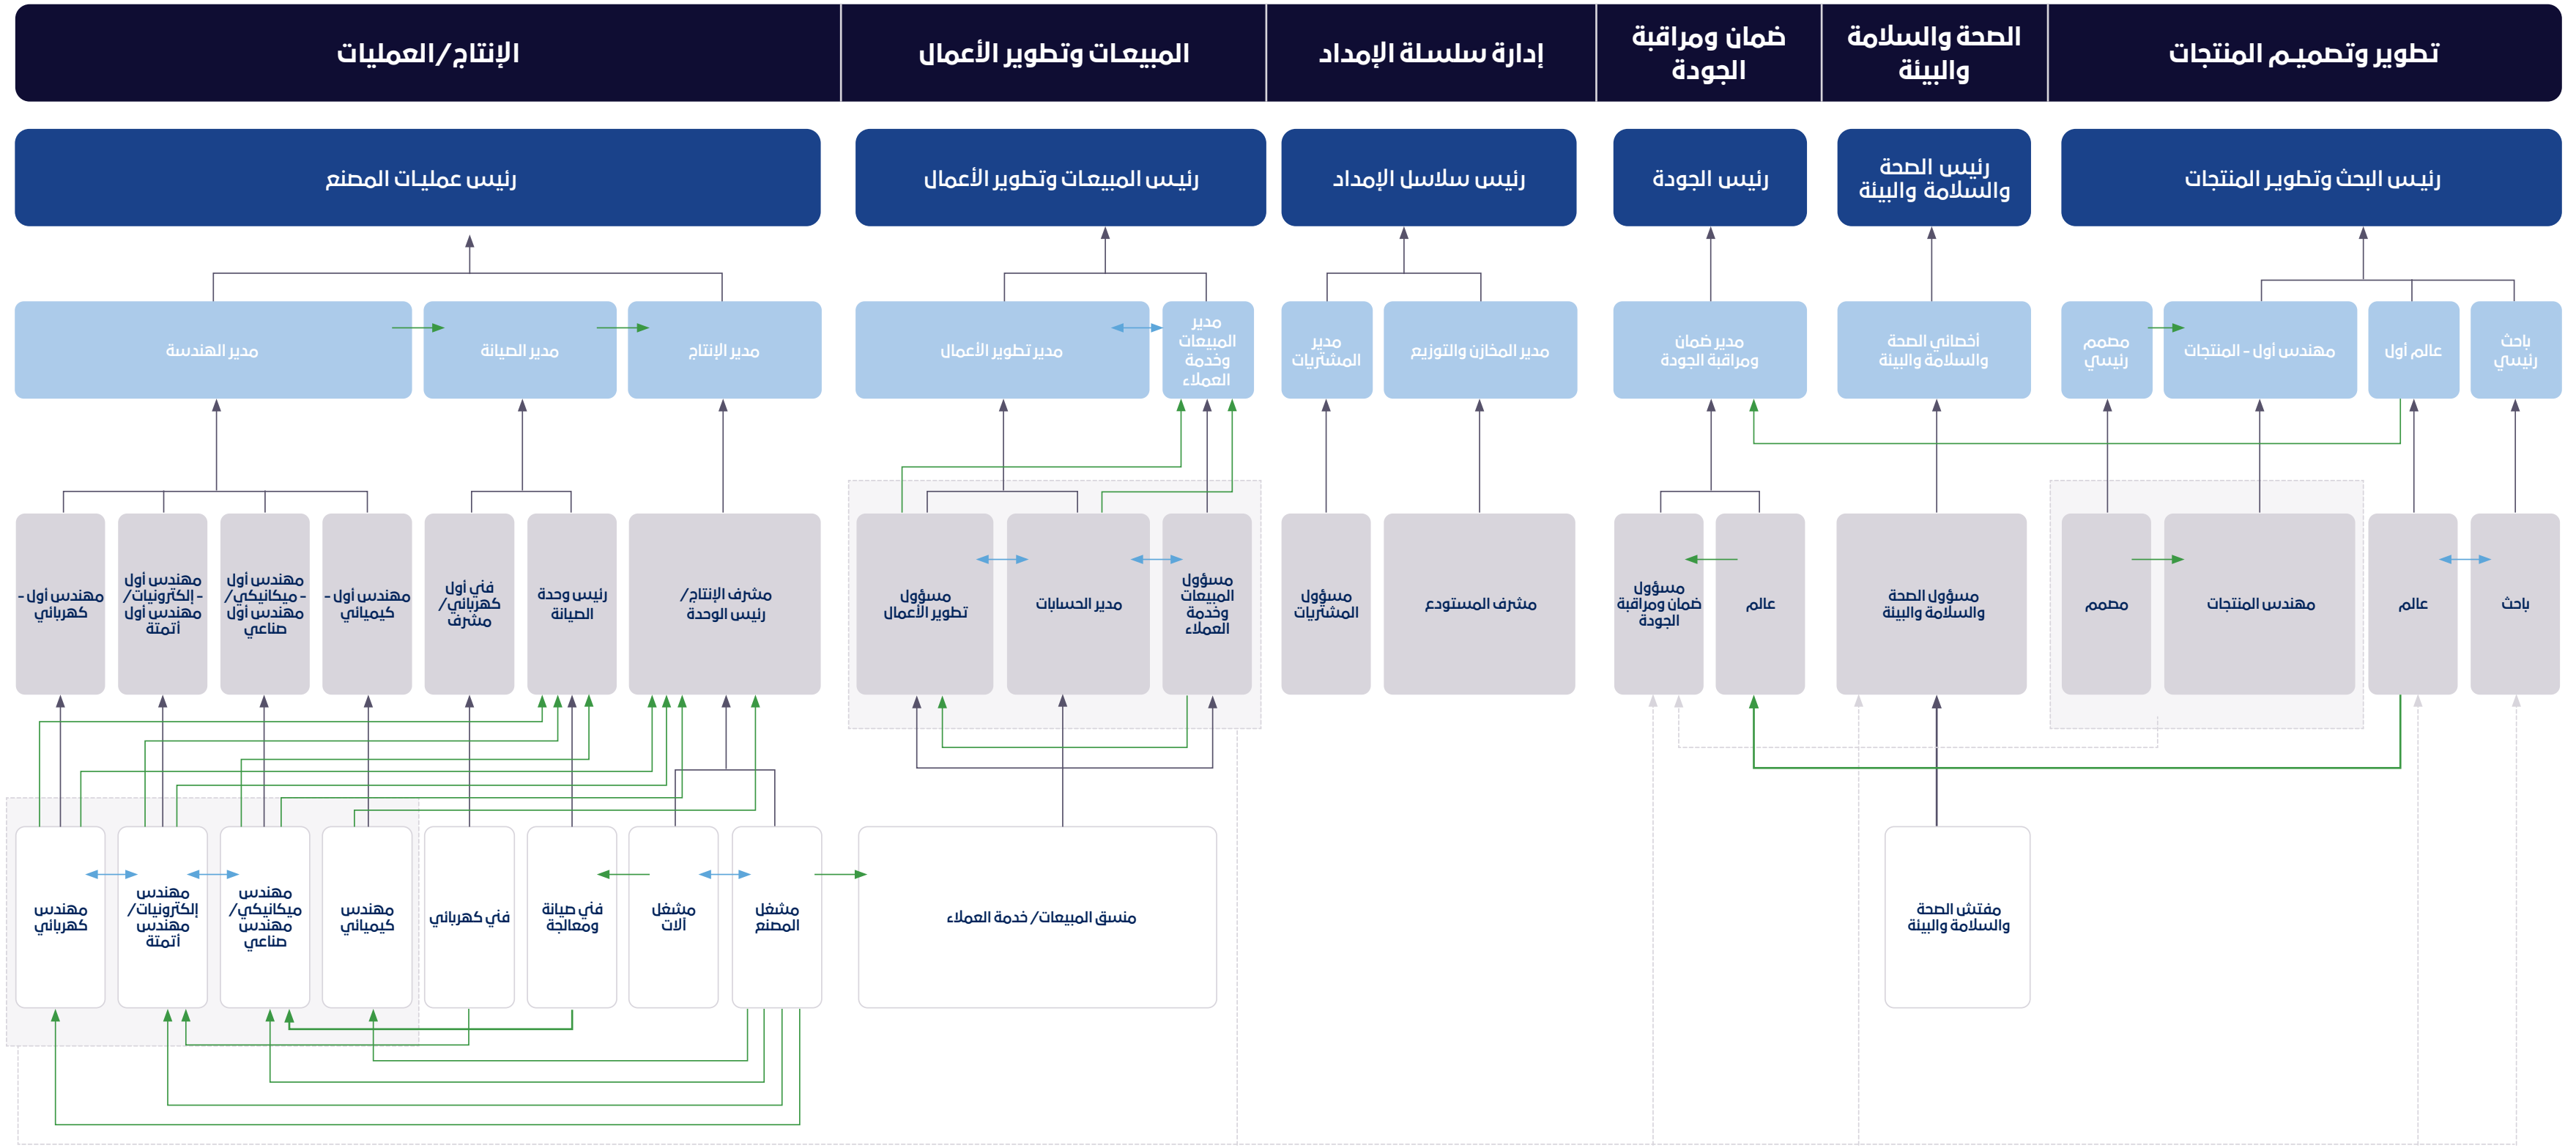 تطوير وتصميم المنتجات
الصحة والسلامة
والبيئة
ضمان ومراقبة
الجودة
إدارة سلسلة الإمداد
المبيعات وتطوير الأعمال
الإنتاج/العمليات
رئيس البحث وتطوير المنتجات
رئيس الصحة
والسلامة والبيئة
رئيس الجودة
رئيس سلاسل الإمداد
رئيس المبيعات وتطوير الأعمال
رئيس عمليات المصنع
باحث
رئيسي
عالم أول
مهندس أول - المنتجات
مصمم
رئيسي
أخصائي الصحة
والسلامة والبيئة
مدير ضمان
ومراقبة الجودة
مدير المخازن والتوزيع
مدير
المشتريات
مدير
المبيعات
وخدمة
العملاء
مدير تطوير الأعمال
مدير الإنتاج
مدير الصيانة
مدير الهندسة
باحث
عالم
مهندس المنتجات
مصمم
مسؤول الصحة
والسلامة والبيئة
عالم
مسؤول
ضمان ومراقبة
الجودة
مشرف المستودع
مسؤول
المشتريات
مسؤول
المبيعات
وخدمة
العملاء
مدير الحسابات
مسؤول
تطوير الأعمال
مشرف الإنتاج/
رئيس الوحدة
رئيس وحدة
الصيانة
فني أول
كهربائي/
مشرف
مهندس أول -
كيميائي
مهندس أول
- ميكانيكي/
مهندس أول
صناعي
مهندس أول
- إلكترونيات/
مهندس أول
أتمتة
مهندس أول -
كهربائي
مفتش الصحة
والسلامة والبيئة
منسق المبيعات/ خدمة العملاء
مشغل
المصنع
مشغل
آلات
فني صيانة
ومعالجة
فني كهربائي
مهندس
كيميائي
مهندس
ميكانيكي/
مهندس
صناعي
مهندس
إلكترونيات/
مهندس
أتمتة
مهندس
كهربائي